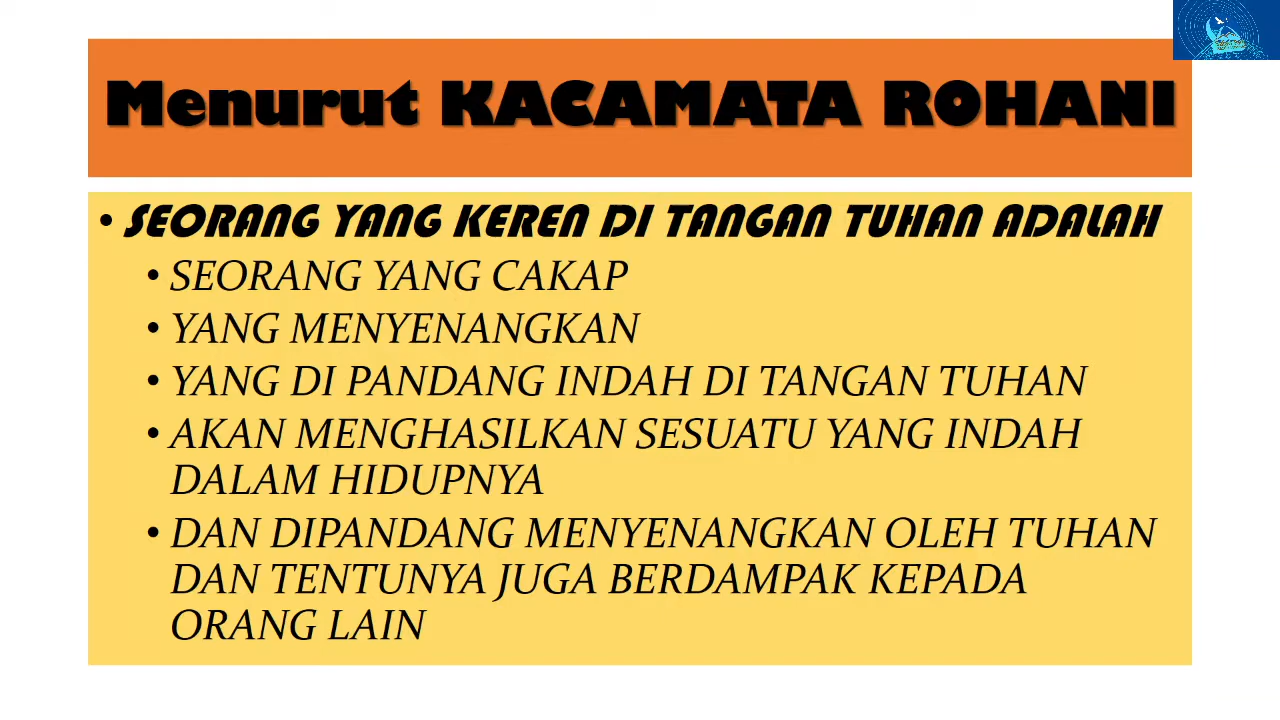 Menurut KACAMATA ROHANI
• SEORANG YANG KEREN DI TANGAN TUHAN ADALAH
• SEORANG YANG CAKAP
• YANG MENYENANGKAN
• YANG DI PANDANG INDAH DI TANGAN TUHAN
• AKAN MENGHASILKAN SESUATU YANG INDAH
DALAM HIDUPNYA
• DAN DIPANDANG MENYENANGKAN OLEH TUHAN
DAN TENTUNYA JUGA BERDAMPAK KEPADA
ORANG LAIN